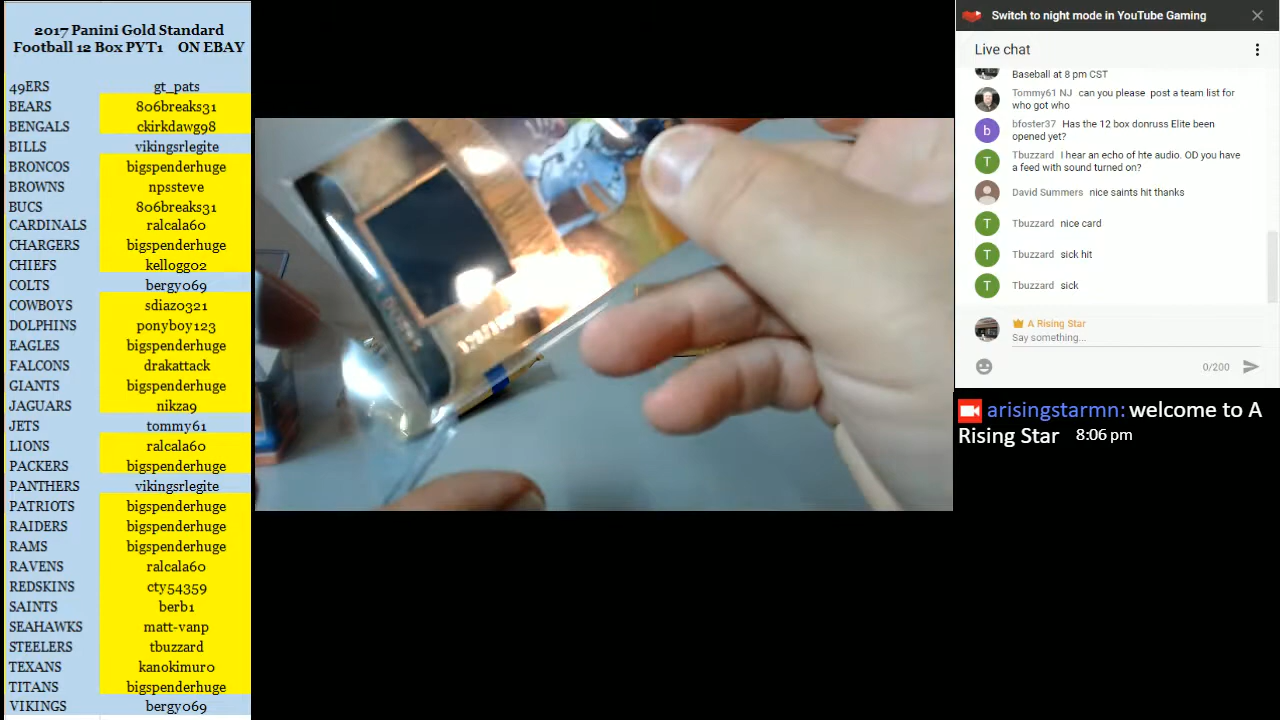 2017 Panini Gold Standard
Football 12 Box PYT1 ON EBAY
49ERS gt_pats
BEARS 806breaks31
BENGALS ckirkdawg98
BILLS vikingsrlegite
BRONCOS bigspenderhuge
BROWNS npssteve
BUCS 806breaks31
CARDINALS ralcala60
CHARGERS bigspenderhuge
CHIEFS kellogg02
COLTS bergy069
COWBOYS sdiaz0321
DOLPHINS ponyboy123
EAGLES bigspenderhuge
FALCONS drakattack
GIANTS bigspenderhuge
JAGUARS nikza9
JETS tommy61
LIONS ralcala60
PACKERS bigspenderhuge
PANTHERS vikingsrlegite
PATRIOTS bigspenderhuge
RAIDERS bigspenderhuge
RAMS bigspenderhuge
RAVENS ralcala60
REDSKINS cty54359
SAINTS berb1
SEAHAWKS matt-vanp
STEELERS tbuzzard
TEXANS kanokimuro
TITANS bigspenderhuge
VIKINGS bergy069
Switch to night mode in YouTube Gaming
Live chat
Baseball at 8 pm CST
Tommy61 NJ can you please post a team list for
who got who
b
bfoster37 Has the 12 box donruss Elite been
opened yet?
T
Tbuzzard I hear an echo of hte audio. OD you have
a feed with sound turned on?
David Summers nice saints hit thanks
T
Tbuzzard nice card
T
Tbuzzard sick hit
T
Tbuzzard sick
A Rising Star
Say something...
0/200
arisingstarmn: welcome to A
Rising Star 8:06 pm